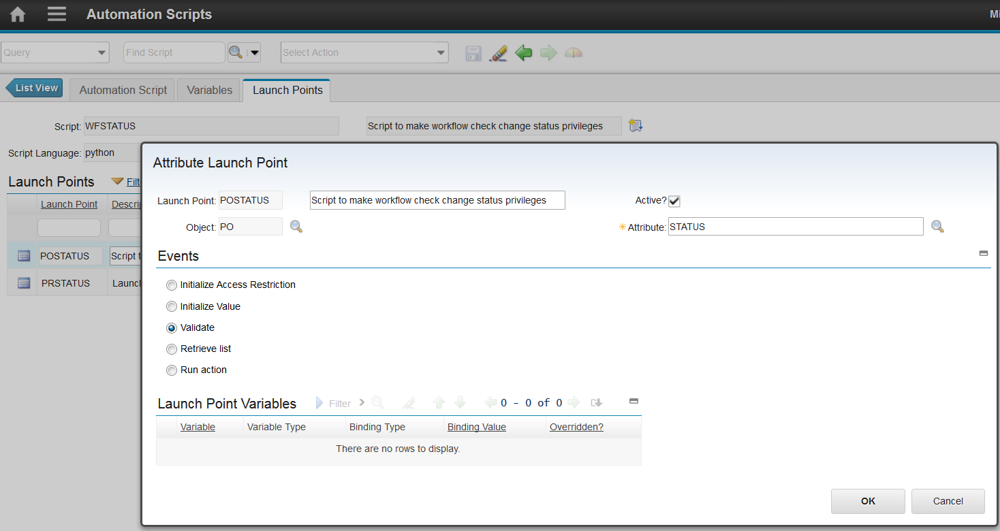 Automation Scripts Mi
Query Find Script Select Action
List View Automation Script Variables Launch Points
Script: WFSTATUS Script to make workflow check change status privileges
Script Language: python
Launch Points Filt
Launch Point Descrip
POSTATUS Script t
PRSTATUS Launch
Attribute Launch Point
Launch Point: POSTATUS Script to make workflow check change status privileges Active?
Object: PO Attribute: STATUS
Events
Initialize Access Restriction
Initialize Value
Validate
Retrieve list
Run action
Launch Point Variables Filter 0 - 0 of 0
Variable Variable Type Binding Type Binding Value Overridden?
There are no rows to display.
OK Cancel